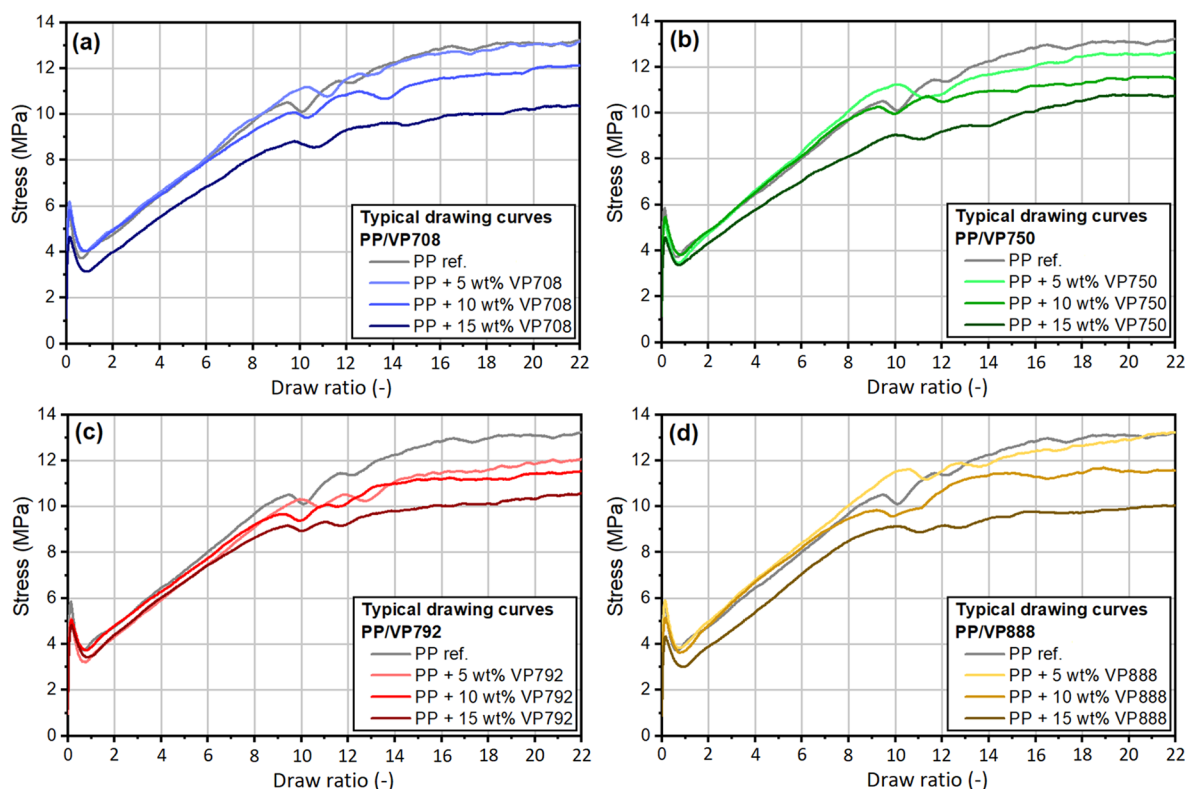 (a)
Stress (MPa)
14
12
10
8
6
4
2
0
Typical drawing curves
PP/VP708
PP ref.
PP + 5 wt% VP708
PP + 10 wt% VP708
PP + 15 wt% VP708
0 2 4 6 8 10 12 14 16 18 20 22
Draw ratio (-)
(b)
Stress (MPa)
14
12
10
8
6
4
2
0
Typical drawing curves
PP/VP750
PP ref.
PP + 5 wt% VP750
PP + 10 wt% VP750
PP + 15 wt% VP750
0 2 4 6 8 10 12 14 16 18 20 22
Draw ratio (-)
(c)
Stress (MPa)
14
12
10
8
6
4
2
0
Typical drawing curves
PP/VP792
PP ref.
PP + 5 wt% VP792
PP + 10 wt% VP792
PP + 15 wt% VP792
0 2 4 6 8 10 12 14 16 18 20 22
Draw ratio (-)
(d)
Stress (MPa)
14
12
10
8
6
4
2
0
Typical drawing curves
PP/VP888
PP ref.
PP + 5 wt% VP888
PP + 10 wt% VP888
PP + 15 wt% VP888
0 2 4 6 8 10 12 14 16 18 20 22
Draw ratio (-)